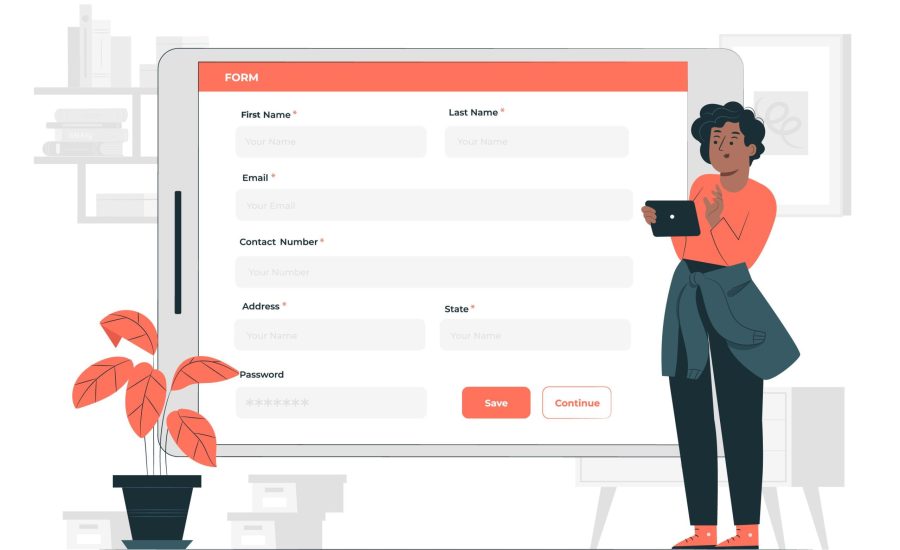 FORM
First Name *
Last Name *
Your Name
Your Name
Email *
Your Email
Contact Number *
Your Number
Address *
State *
Your Name
Your Name
Password
*******
Save
Continue